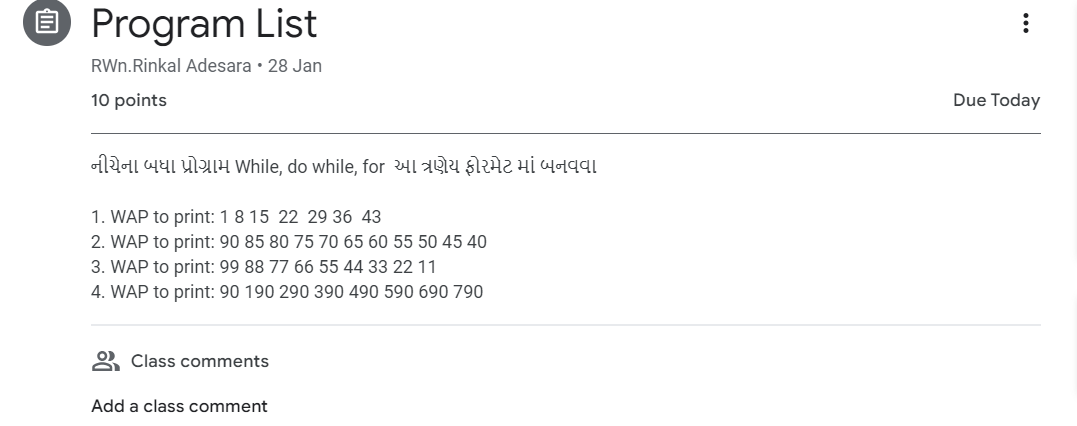 Program List
RWn.Rinkal Adesara • 28 Jan
10 points
Due Today
નીચેના બધા પ્રોગ્રામ While, do while, for આ ત્રણેય ફોરમેટ માં બનવવા
1. WAP to print: 1 8 15 22 29 36 43
2. WAP to print: 90 85 80 75 70 65 60 55 50 45 40
3. WAP to print: 99 88 77 66 55 44 33 22 11
4. WAP to print: 90 190 290 390 490 590 690 790
Class comments
Add a class comment